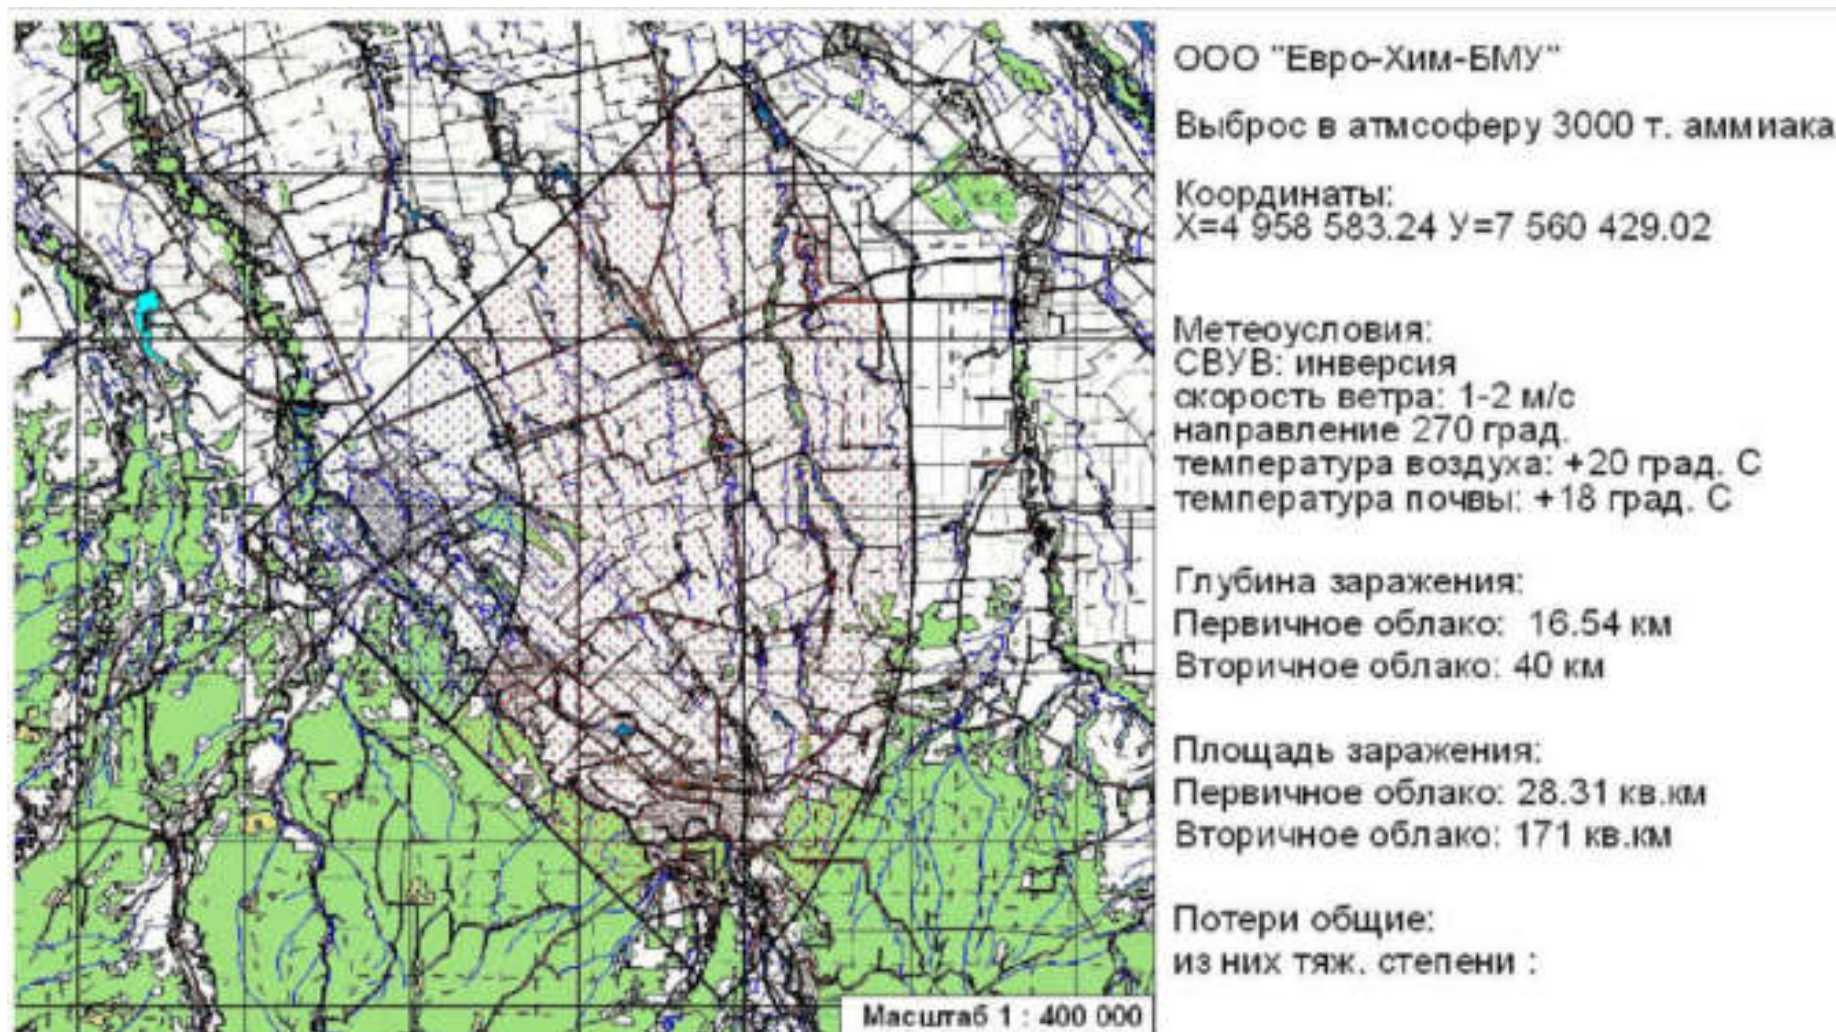 ООО "Евро-Хим-БМУ"
Выброс в атмсоферу 3000 т. аммиака
Координаты:
X=4 958 583.24 У=7 560 429.02
Метеоусловия:
СВУВ: инверсия
скорость ветра: 1-2 м/с
направление 270 град.
температура воздуха: +20 град. С
температура почвы: +18 град. С
Глубина заражения:
Первичное облако: 16.54 км
Вторичное облако: 40 км
Площадь заражения:
Первичное облако: 28.31 кв.км
Вторичное облако: 171 кв.км
Потери общие:
из них тяж. степени :
Масштаб 1 : 400 000